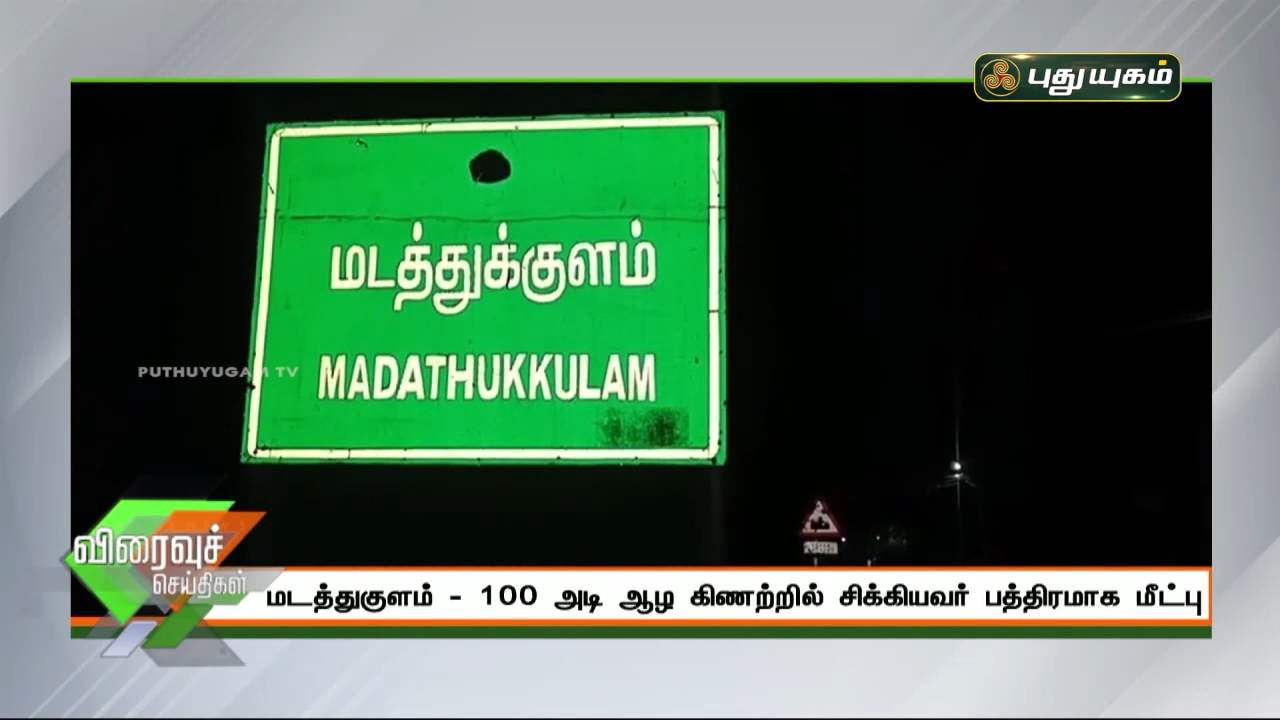 புதுயுகம்
மடத்துக்குளம்
MADATHUKKULAM
PUTHUYUGAM TV
விரைவுச்
செய்திகள்
மடத்துகுளம் - 100 அடி ஆழ கிணற்றில் சிக்கியவர் பத்திரமாக மீட்பு